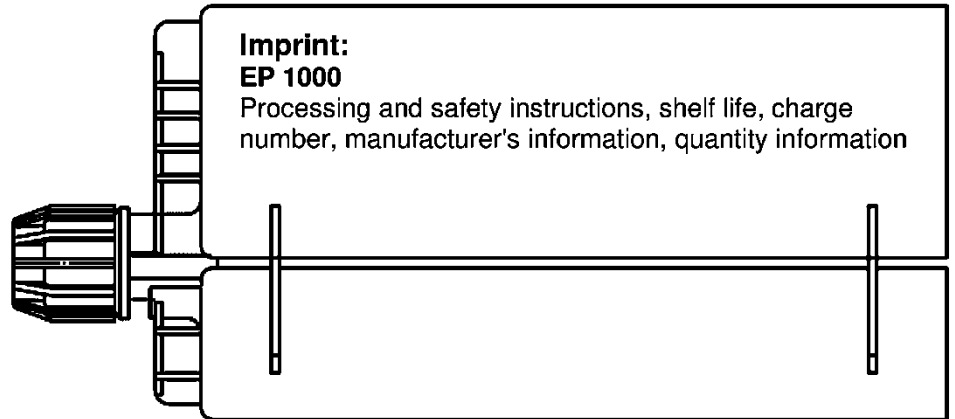 Imprint:
EP 1000
Processing and safety instructions, shelf life, charge
number, manufacturer's information, quantity information